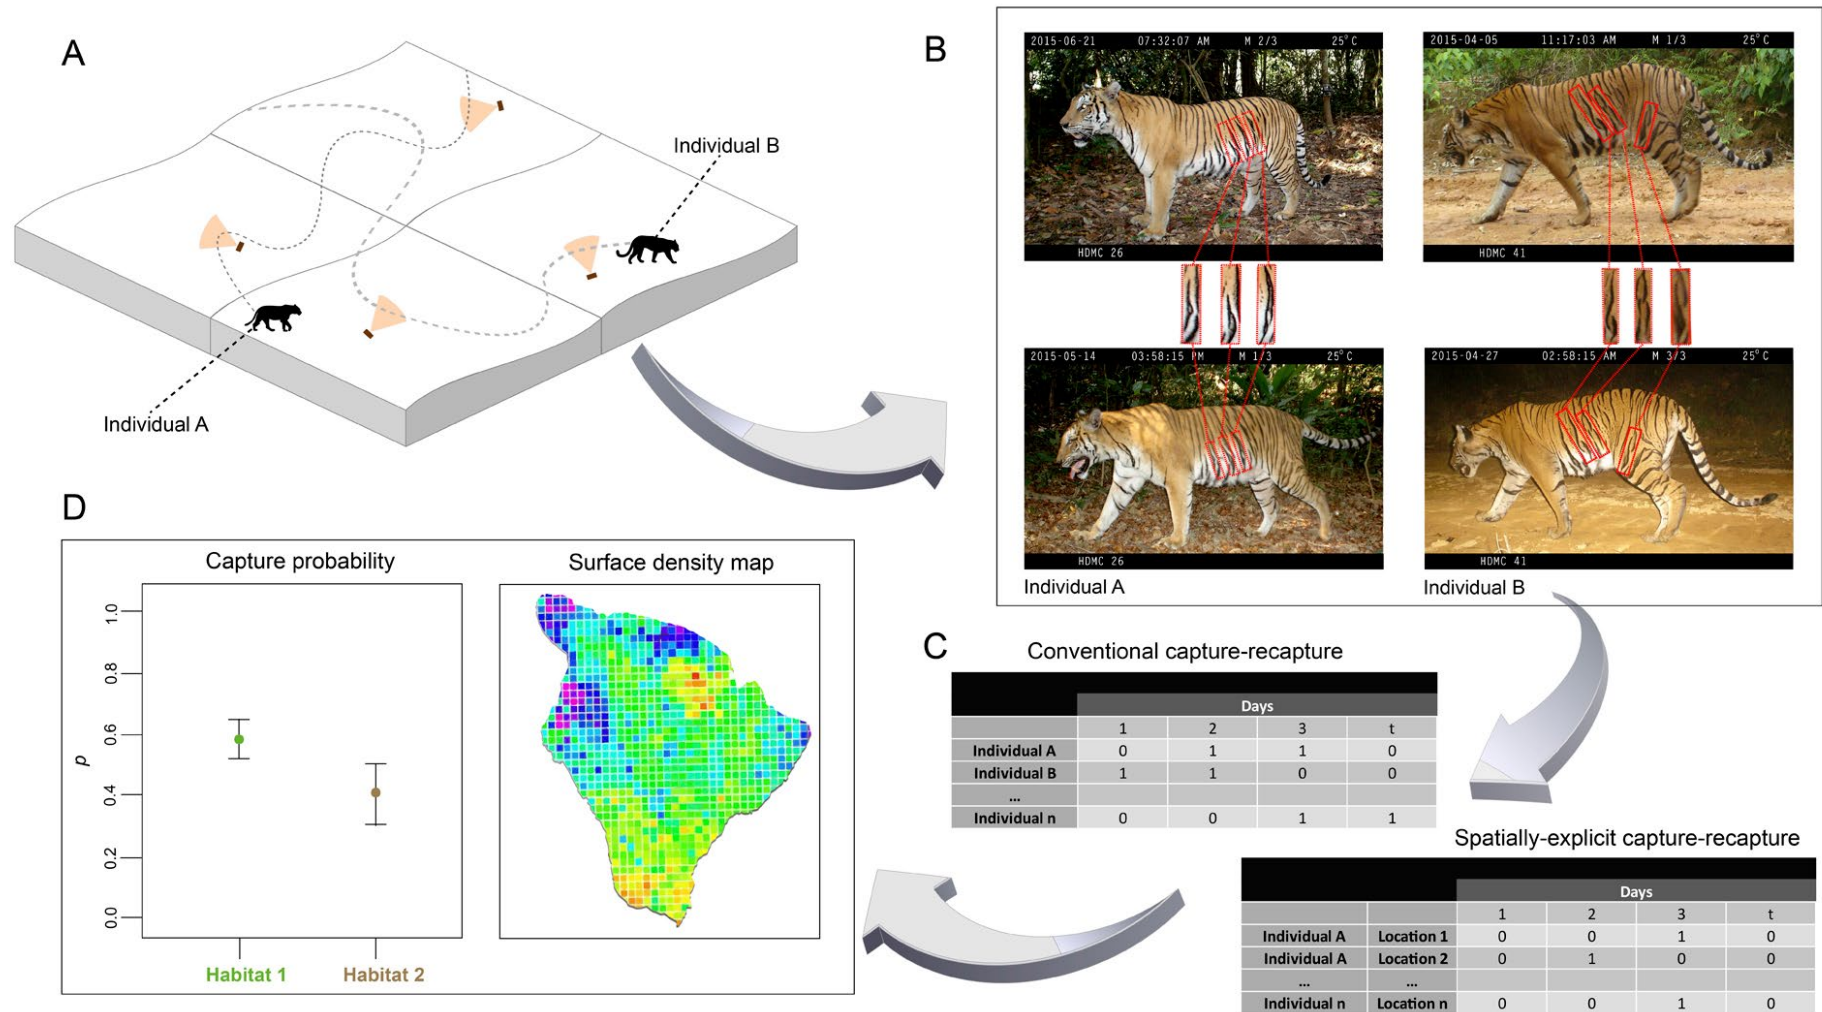 A
Individual B
Individual A
B
2015-06-21 07:32:07 AM M 2/3 25°C
HDMC 26
2015-04-05 11:17:03 AM M 1/3 25°C
HDMC 41
2015-05-14 03:58:15 PM M 1/3 25°C
HDMC 26
2015-04-27 02:58:15 AM M 3/3 25°C
HDMC 41
Individual A
Individual B
C
Conventional capture-recapture
Days
1 2 3 t
Individual A 0 1 1 0
Individual B 1 1 0 0
...
Individual n 0 0 1 1
Spatially-explicit capture-recapture
Days
1 2 3 t
Individual A Location 1 0 0 1 0
Individual A Location 2 0 1 0 0
... ...
Individual n Location n 0 0 1 0
D
Capture probability
p
1.0
0.8
0.6
0.4
0.2
0.0
Habitat 1
Habitat 2
Surface density map